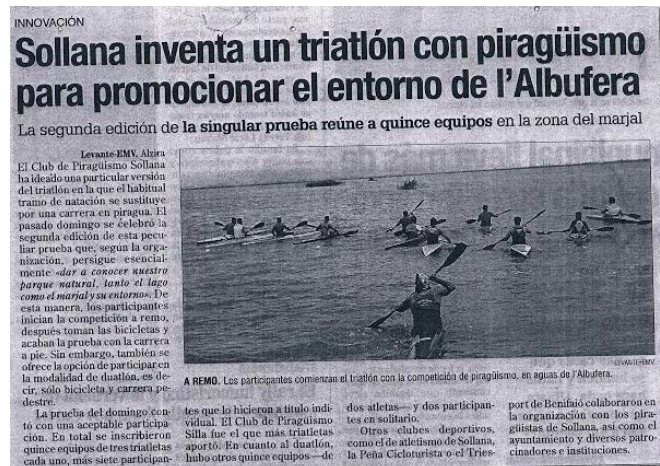 INNOVACIÓN
Sollana inventa un triatlón con piragüismo
para promocionar el entorno de l'Albufera
La segunda edición de la singular prueba reúne a quince equipos en la zona del marjal
Levante-EMV, Alzira
El Club de Piragüismo Sollana
ha ideado una particular versión
del triatlón en la que el habitual
tramo de natación se sustituye
por una carrera en piragua. El
pasado domingo se celebró la
segunda edición de esta pecu-
liar prueba que, según la orga-
nización, persigue esencial-
mente «dar a conocer nuestro
parque natural, tanto el lago
como el marjal y su entorno». De
esta manera, los participantes
inician la competición a remo,
después toman las bicicletas y
acaban la prueba con la carrera
a pie. Sin embargo, también se
ofrece la opción de participar en
la modalidad de duatlón, es de-
cir, sólo bicicleta y carrera pe-
destre.
La prueba del domingo con-
tó con una aceptable participa-
ción. En total se inscribieron
quince equipos de tres triatletas
cada uno, más siete participan-
LEVANTE-EMV
A REMO. Los participantes comienzan el triatlón con la competición de piragüismo, en aguas de l'Albufera.
tes que lo hicieron a título indi-
vidual. El Club de Piragüismo
Silla fue el que más triatletas
aportó. En cuanto al duatlón,
hubo otros quince equipos—de
dos atletas— y dos participan-
tes en solitario.
Otros clubes deportivos,
como el de atletismo de Sollana,
la Peña Cicloturista o el Tries-
port de Benifaió colaboraron en
la organización con los pira-
güistas de Sollana, así como el
ayuntamiento y diversos patro-
cinadores e instituciones.